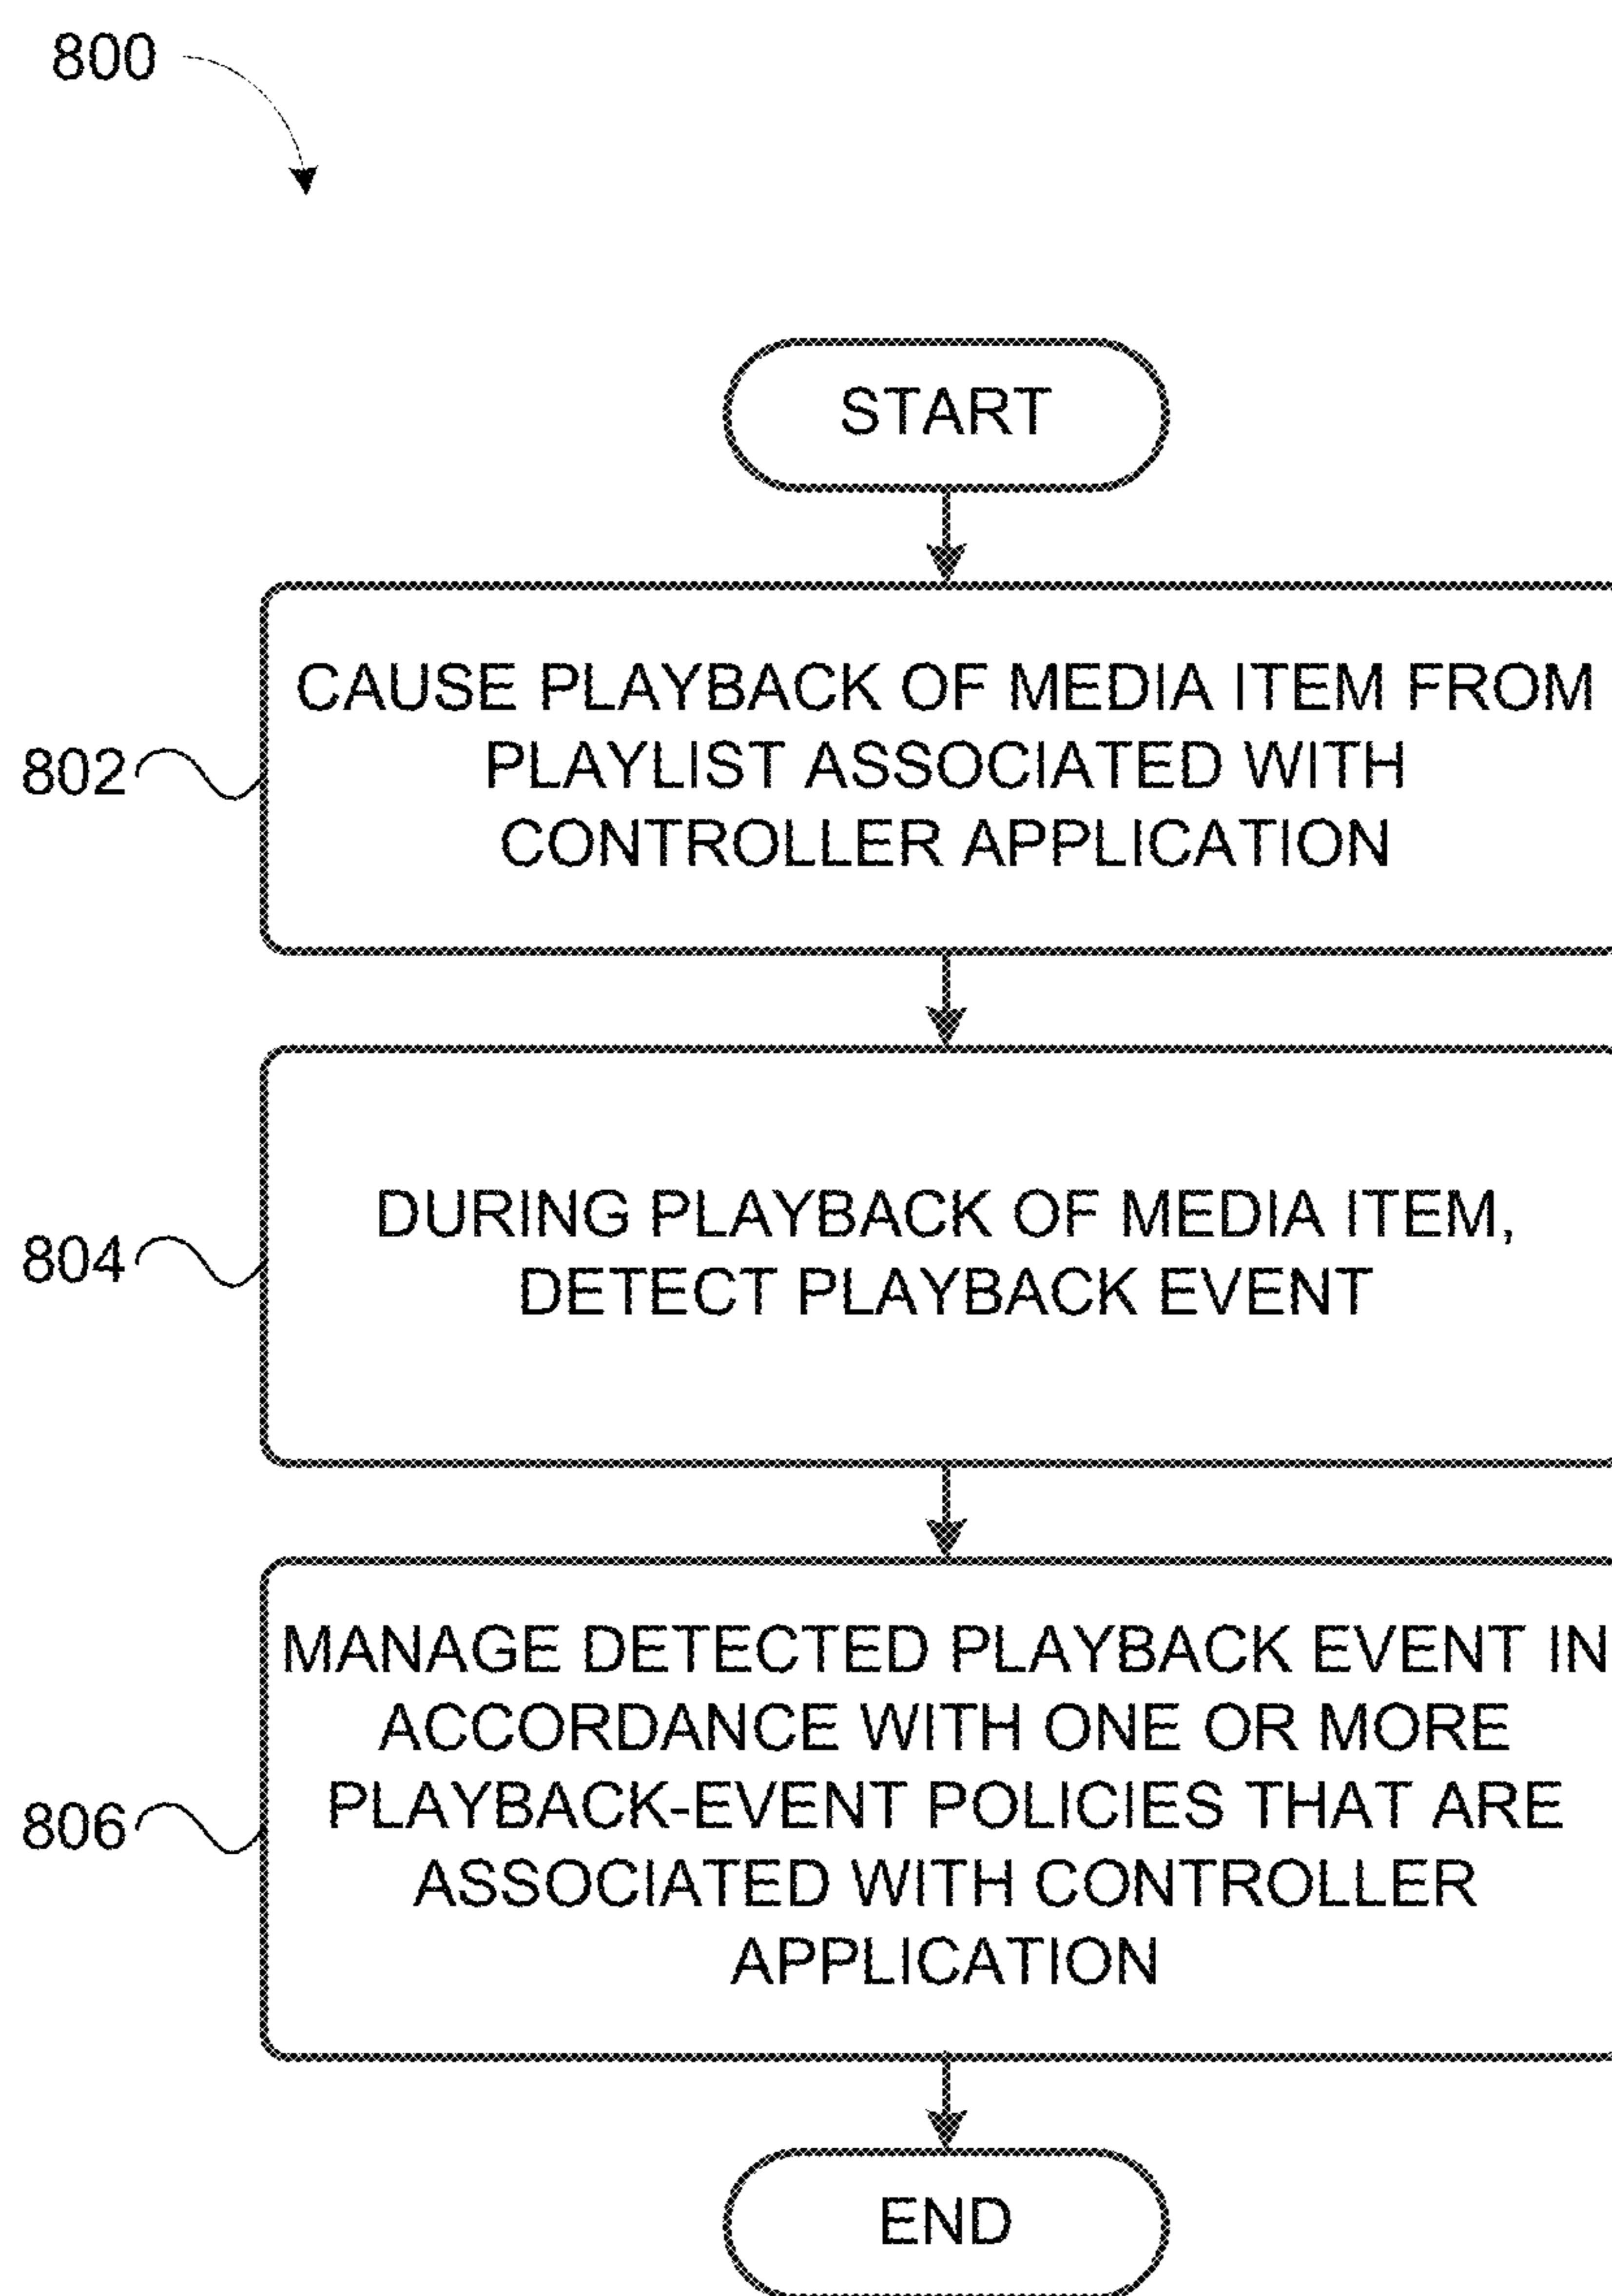 800
START
802
CAUSE PLAYBACK OF MEDIA ITEM FROM
PLAYLIST ASSOCIATED WITH
CONTROLLER APPLICATION
804
DURING PLAYBACK OF MEDIA ITEM,
DETECT PLAYBACK EVENT
806
MANAGE DETECTED PLAYBACK EVENT IN
ACCORDANCE WITH ONE OR MORE
PLAYBACK-EVENT POLICIES THAT ARE
ASSOCIATED WITH CONTROLLER
APPLICATION
END